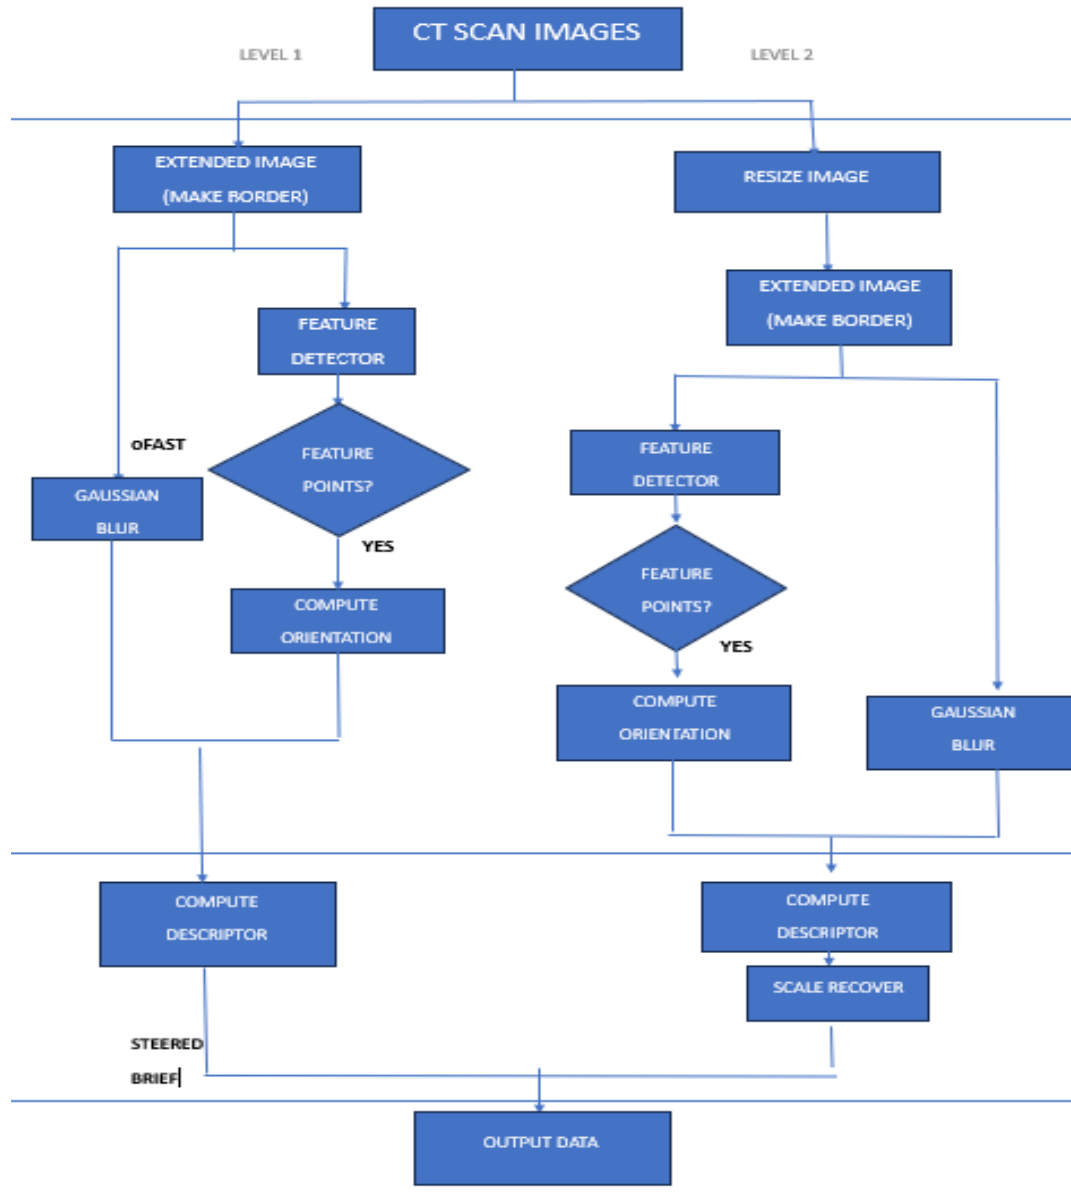 CT SCAN IMAGES
LEVEL 1
LEVEL 2
EXTENDED IMAGE
(MAKE BORDER)
RESIZE IMAGE
EXTENDED IMAGE
(MAKE BORDER)
FEATURE
DETECTOR
oFAST
FEATURE
POINTS?
GAUSSIAN
BLUR
YES
COMPUTE
ORIENTATION
FEATURE
DETECTOR
FEATURE
POINTS?
YES
COMPUTE
ORIENTATION
GAUSSIAN
BLUR
COMPUTE
DESCRIPTOR
COMPUTE
DESCRIPTOR
SCALE RECOVER
STEERED
BRIEF
OUTPUT DATA